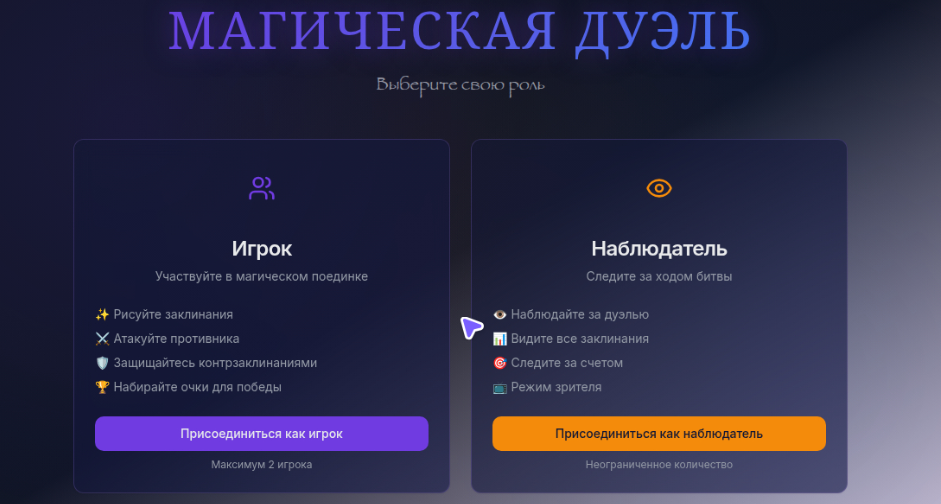 МАГИЧЕСКАЯ ДУЭЛЬ
Выберите свою роль
Игрок
Участвуйте в магическом поединке
✨ Рисуйте заклинания
⚔️ Атакуйте противника
🛡️ Защищайтесь контрзаклинаниями
🏆 Набирайте очки для победы
Присоединиться как игрок
Максимум 2 игрока
Наблюдатель
Следите за ходом битвы
👁️ Наблюдайте за дуэлью
📊 Видите все заклинания
🎯 Следите за счетом
📺 Режим зрителя
Присоединиться как наблюдатель
Неограниченное количество